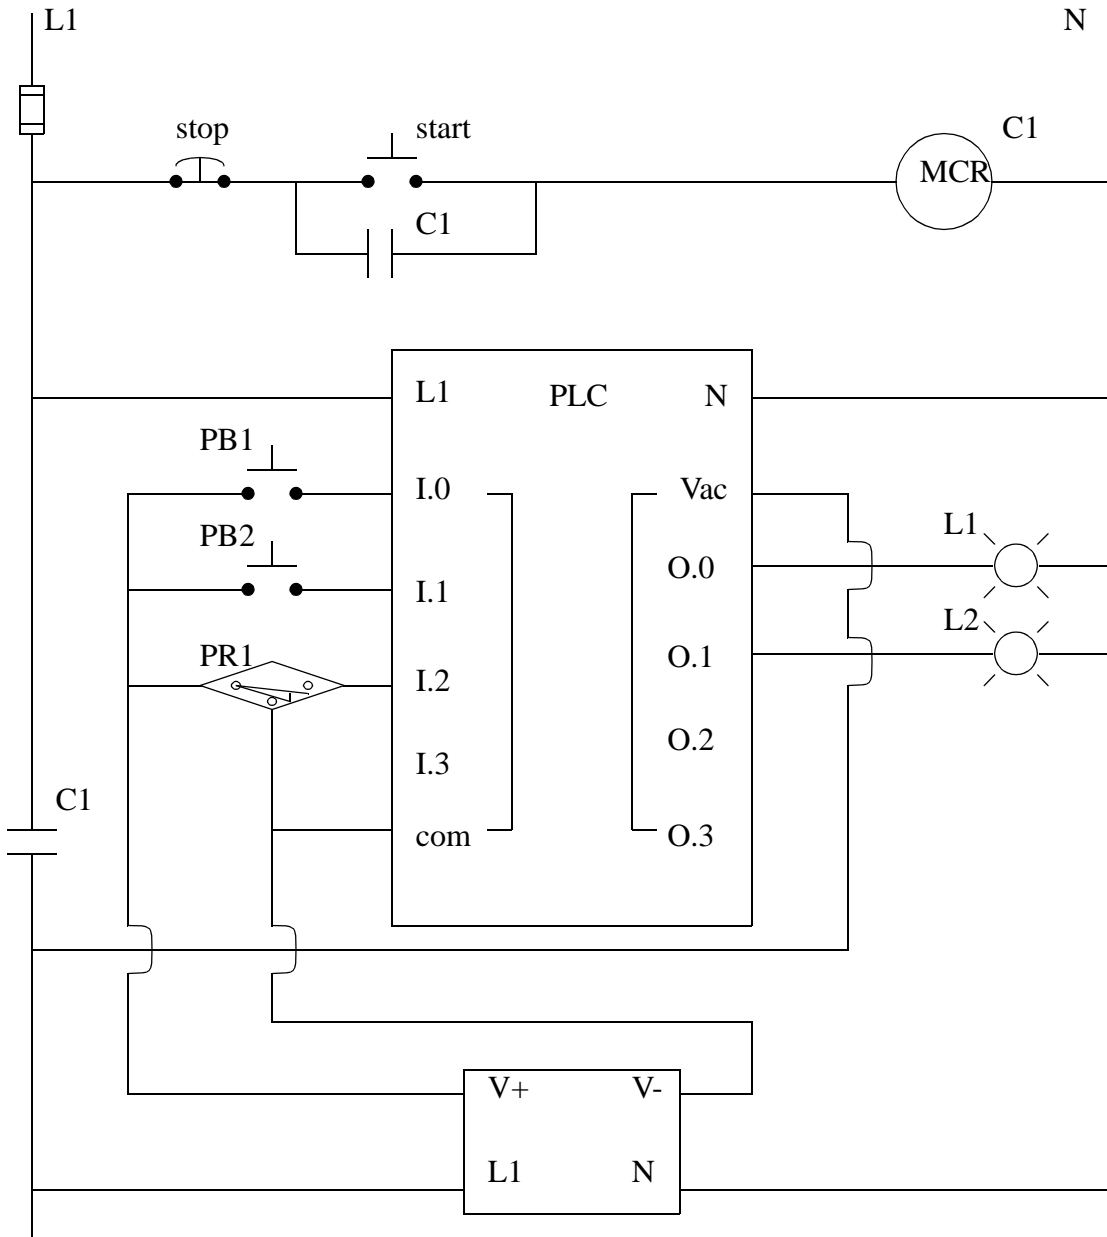 L1
N
stop
start
C1
MCR
C1
L1
PLC
N
PB1
I.0
Vac
PB2
L1
I.1
O.0
L2
PR1
I.2
O.1
I.3
O.2
C1
com
O.3
V+
V-
L1
N